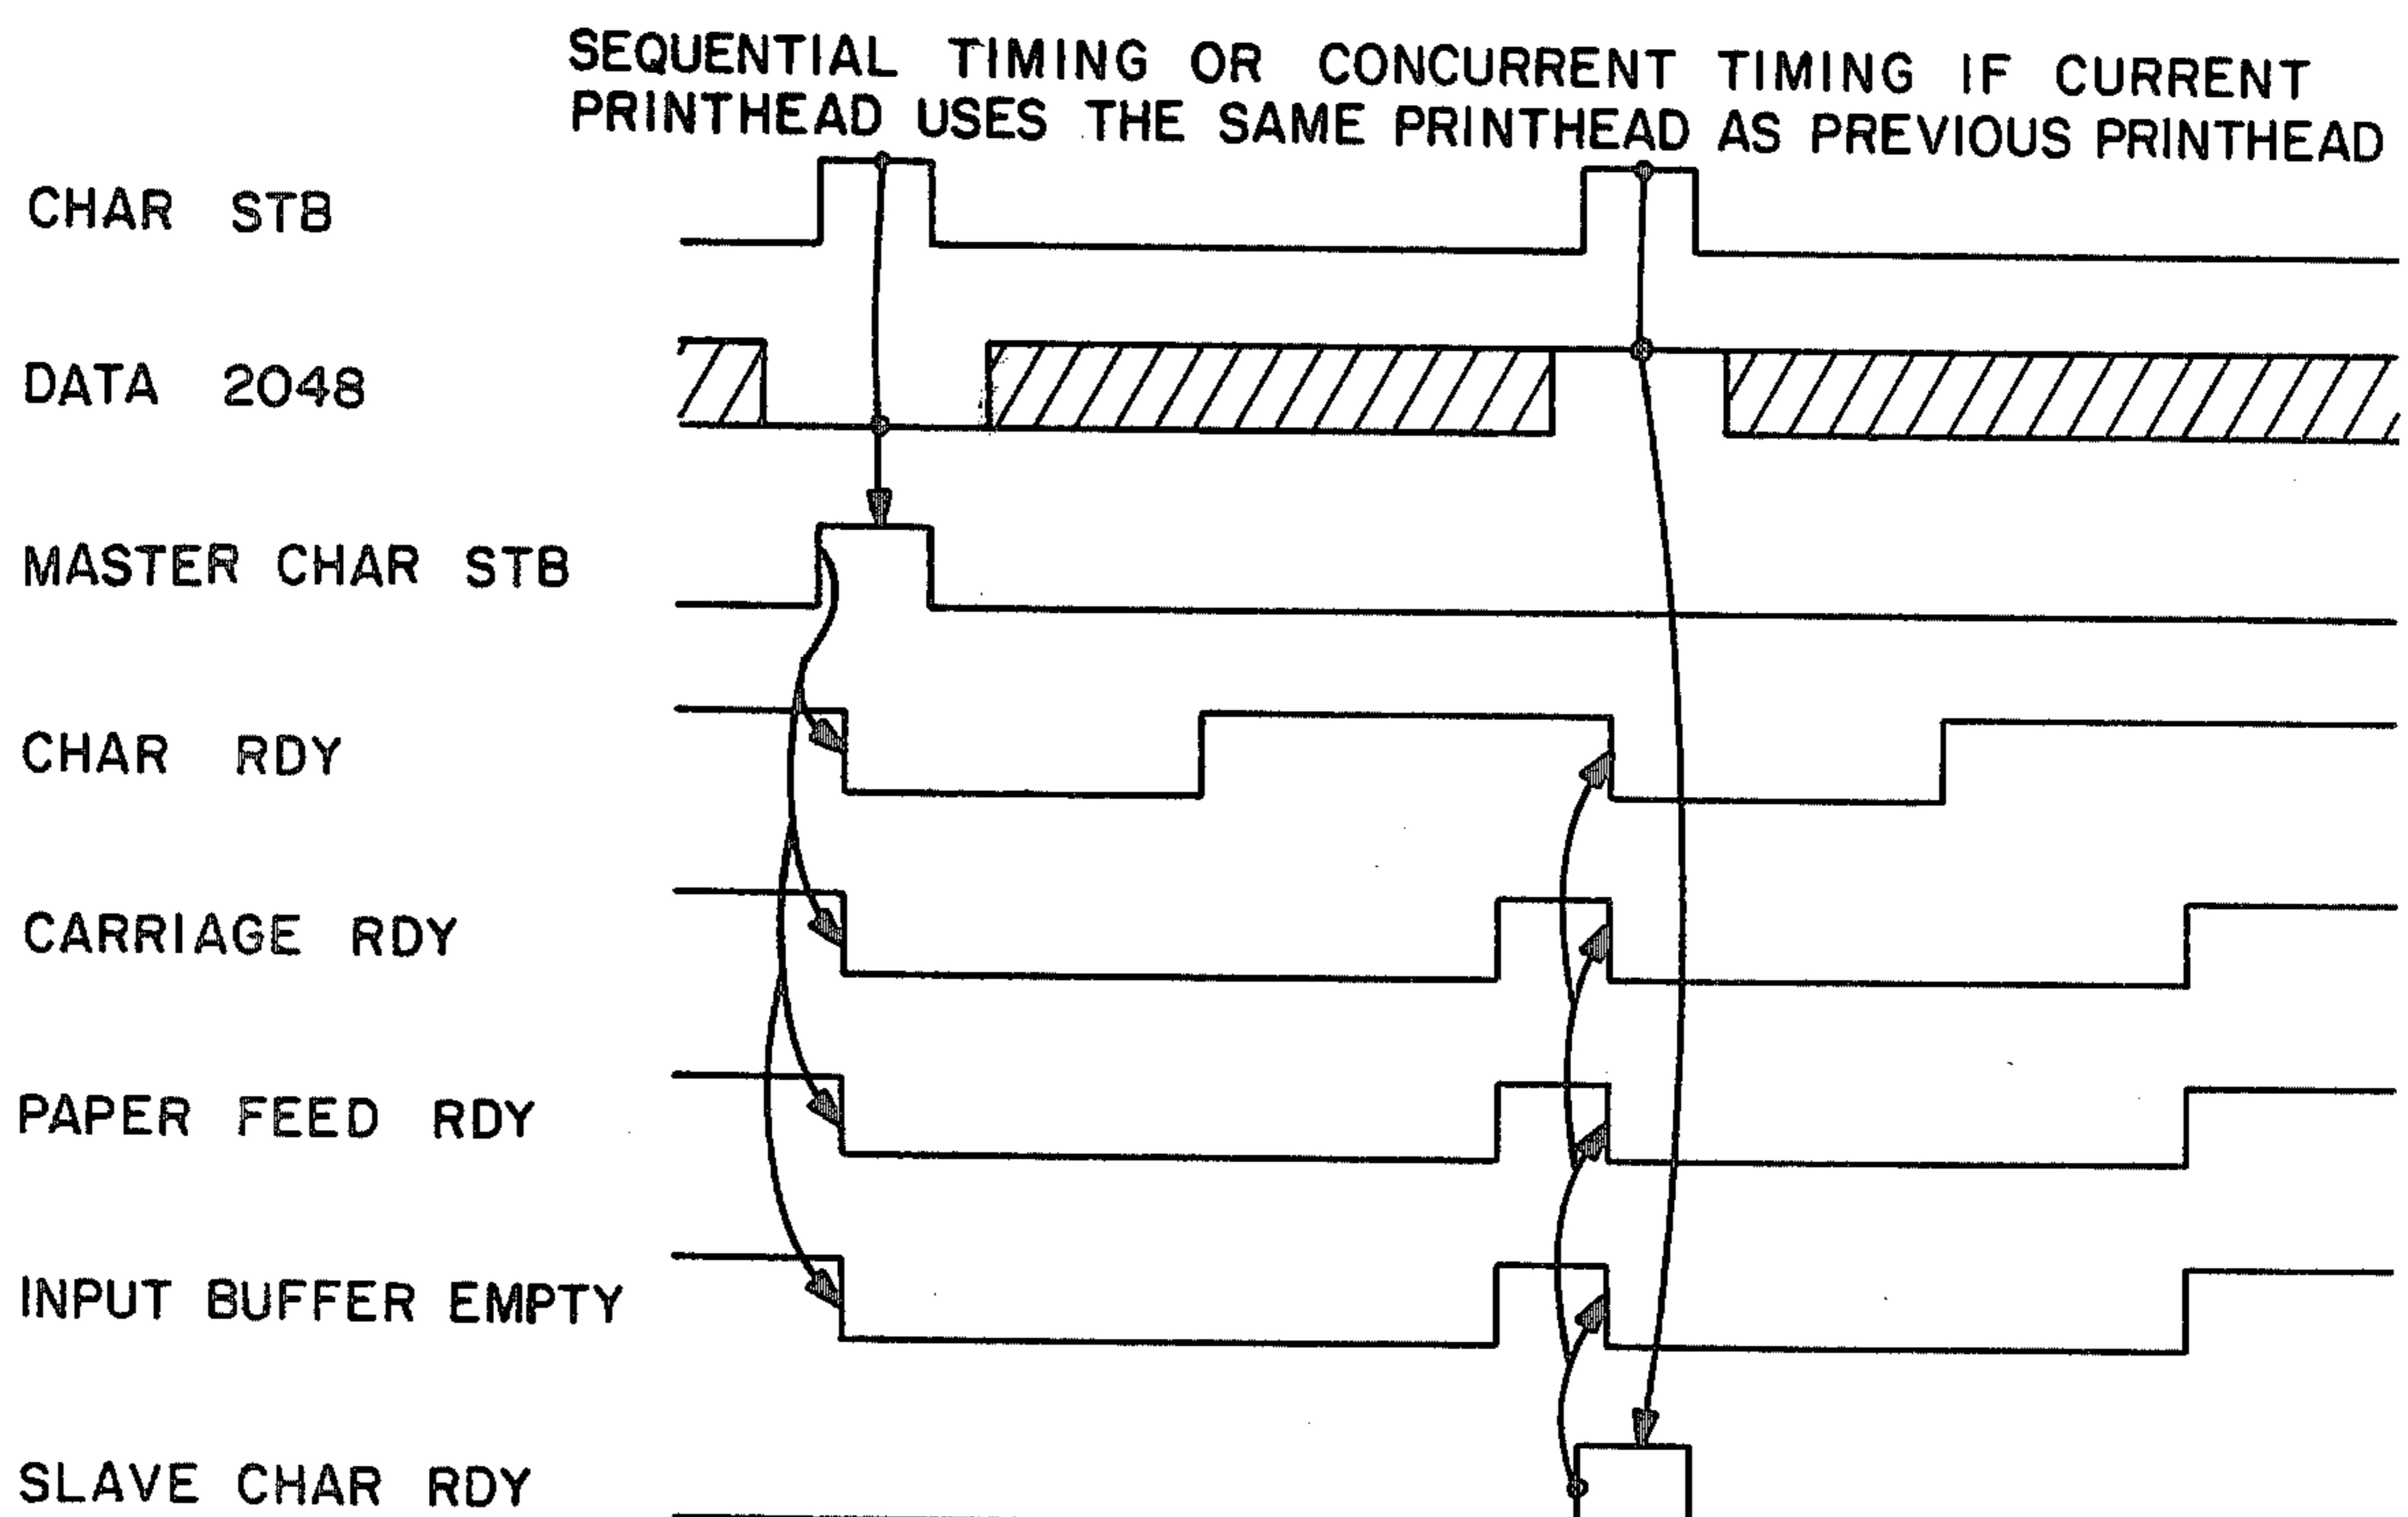 SEQUENTIAL TIMING OR CONCURRENT TIMING IF CURRENT
PRINTHEAD USES THE SAME PRINTHEAD AS PREVIOUS PRINTHEAD
CHAR STB
DATA 2048
MASTER CHAR STB
CHAR RDY
CARRIAGE RDY
PAPER FEED RDY
INPUT BUFFER EMPTY
SLAVE CHAR RDY